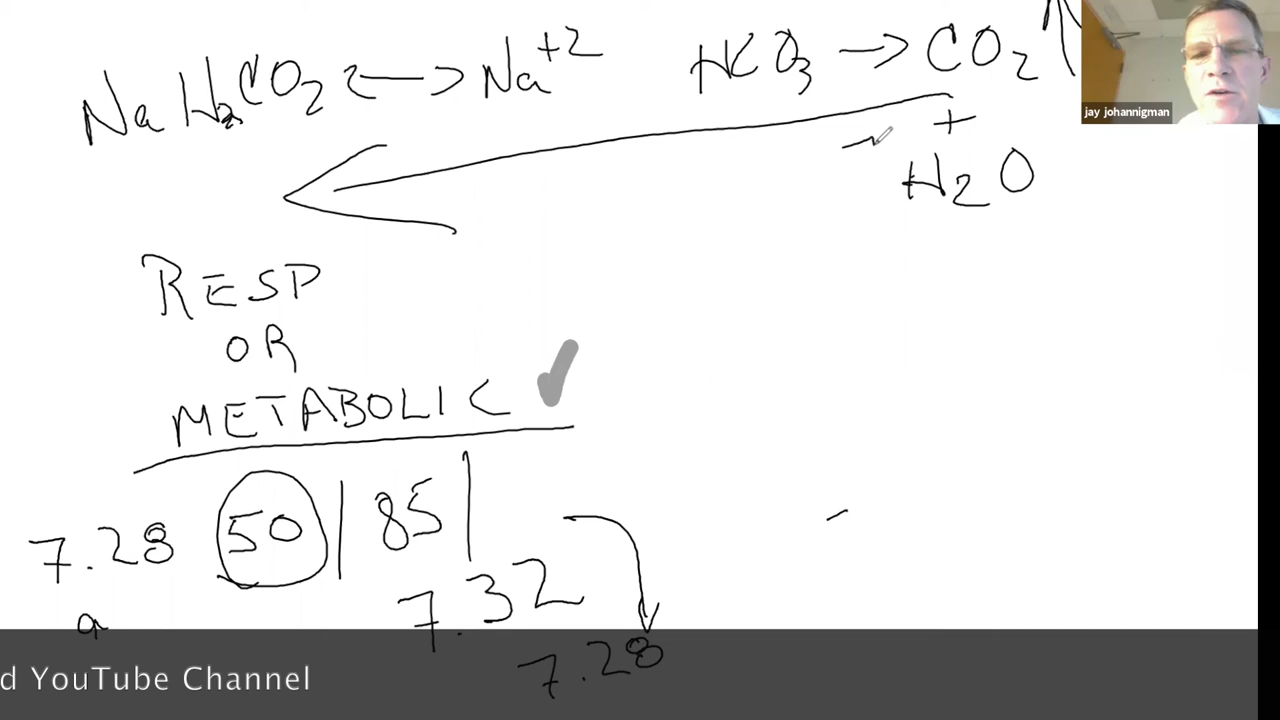 NaH2CO2 <-> Na+2 HCO3 -> CO2 ↑
jay johannigman
+
H2O
RESP
OR
METABOLIC ✓
7.28 50 | 85 |
a 7.32
7.28
d YouTube Channel